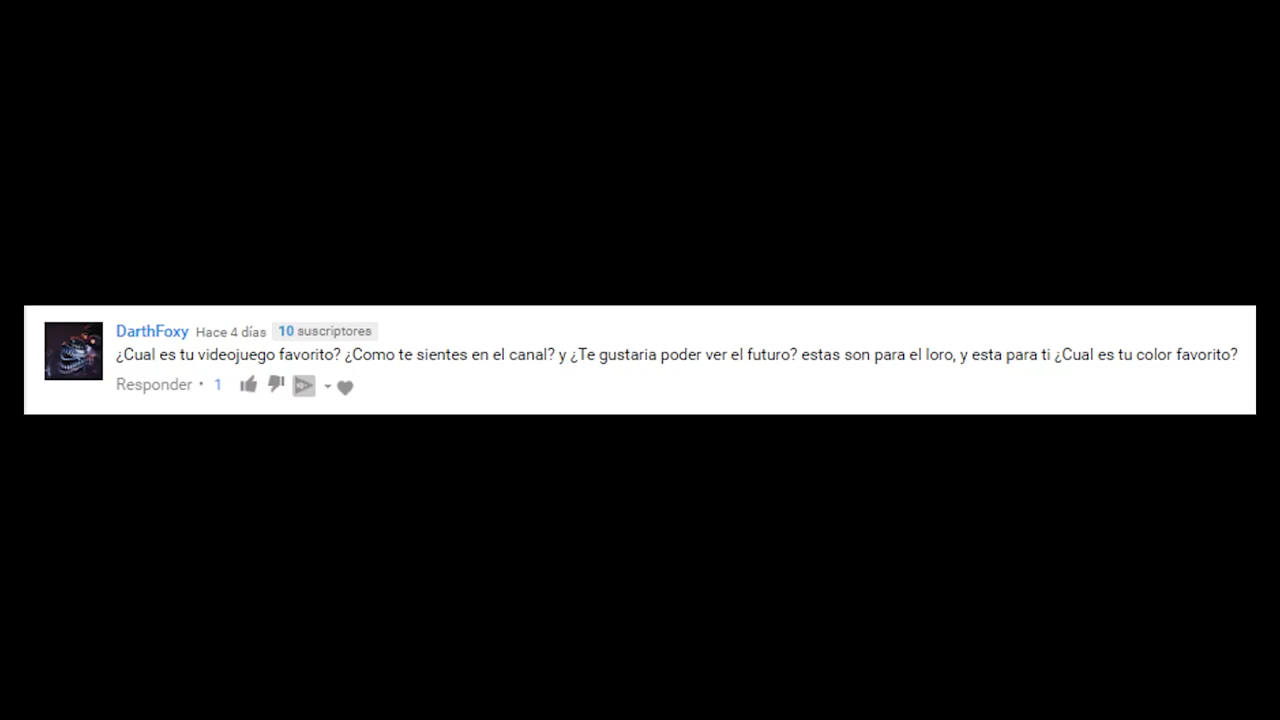 DarthFoxy Hace 4 días 10 suscriptores
¿Cual es tu videojuego favorito? ¿Como te sientes en el canal? y ¿Te gustaria poder ver el futuro? estas son para el loro, y esta para ti ¿Cual es tu color favorito?
Responder • 1